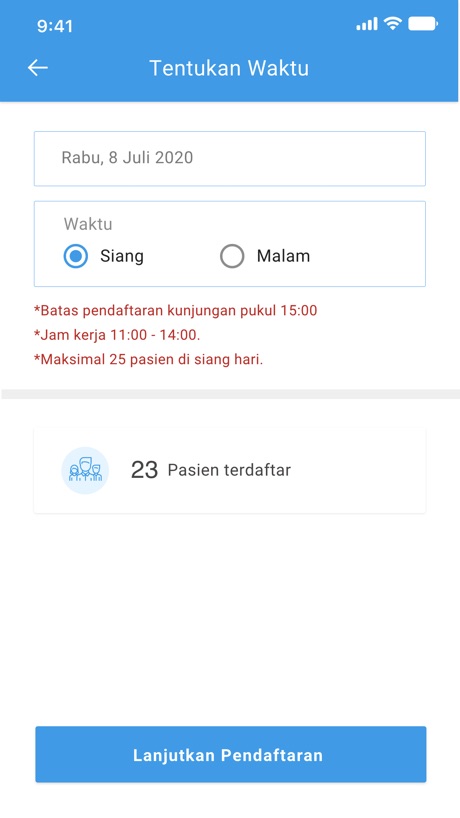 9:41
Tentukan Waktu
Rabu, 8 Juli 2020
Waktu
Siang Malam
*Batas pendaftaran kunjungan pukul 15:00
*Jam kerja 11:00 - 14:00.
*Maksimal 25 pasien di siang hari.
23 Pasien terdaftar
Lanjutkan Pendaftaran